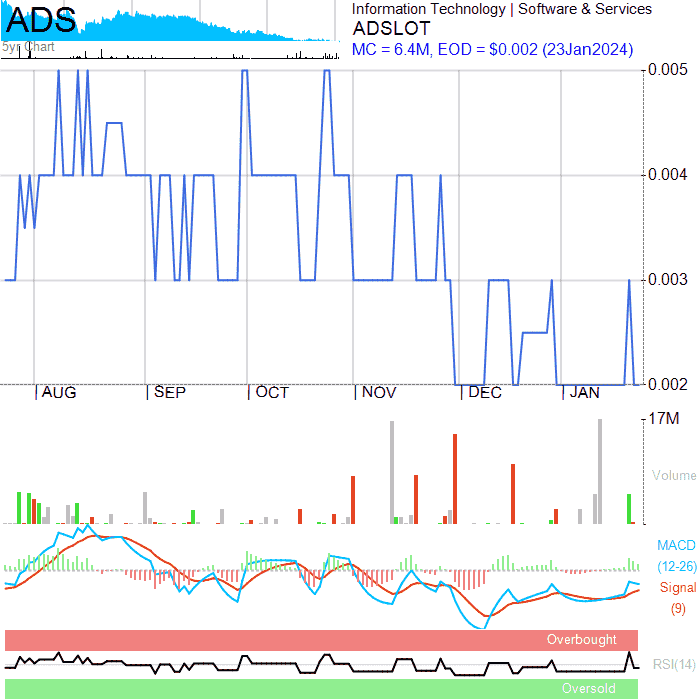 ADS
5yr Chart
Information Technology | Software & Services
ADSLOT
MC = 6.4M, EOD = $0.002 (23Jan2024)
0.005
0.004
0.003
0.002
AUG SEP OCT NOV DEC JAN
17M
Volume
MACD
(12-26)
Signal
(9)
Overbought
RSI(14)
Oversold